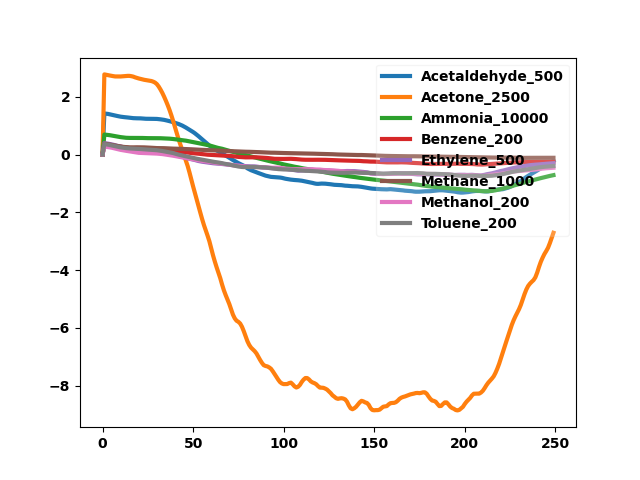 2
0
−2
−4
−6
−8
0 50 100 150 200 250
Acetaldehyde_500
Acetone_2500
Ammonia_10000
Benzene_200
Ethylene_500
Methane_1000
Methanol_200
Toluene_200